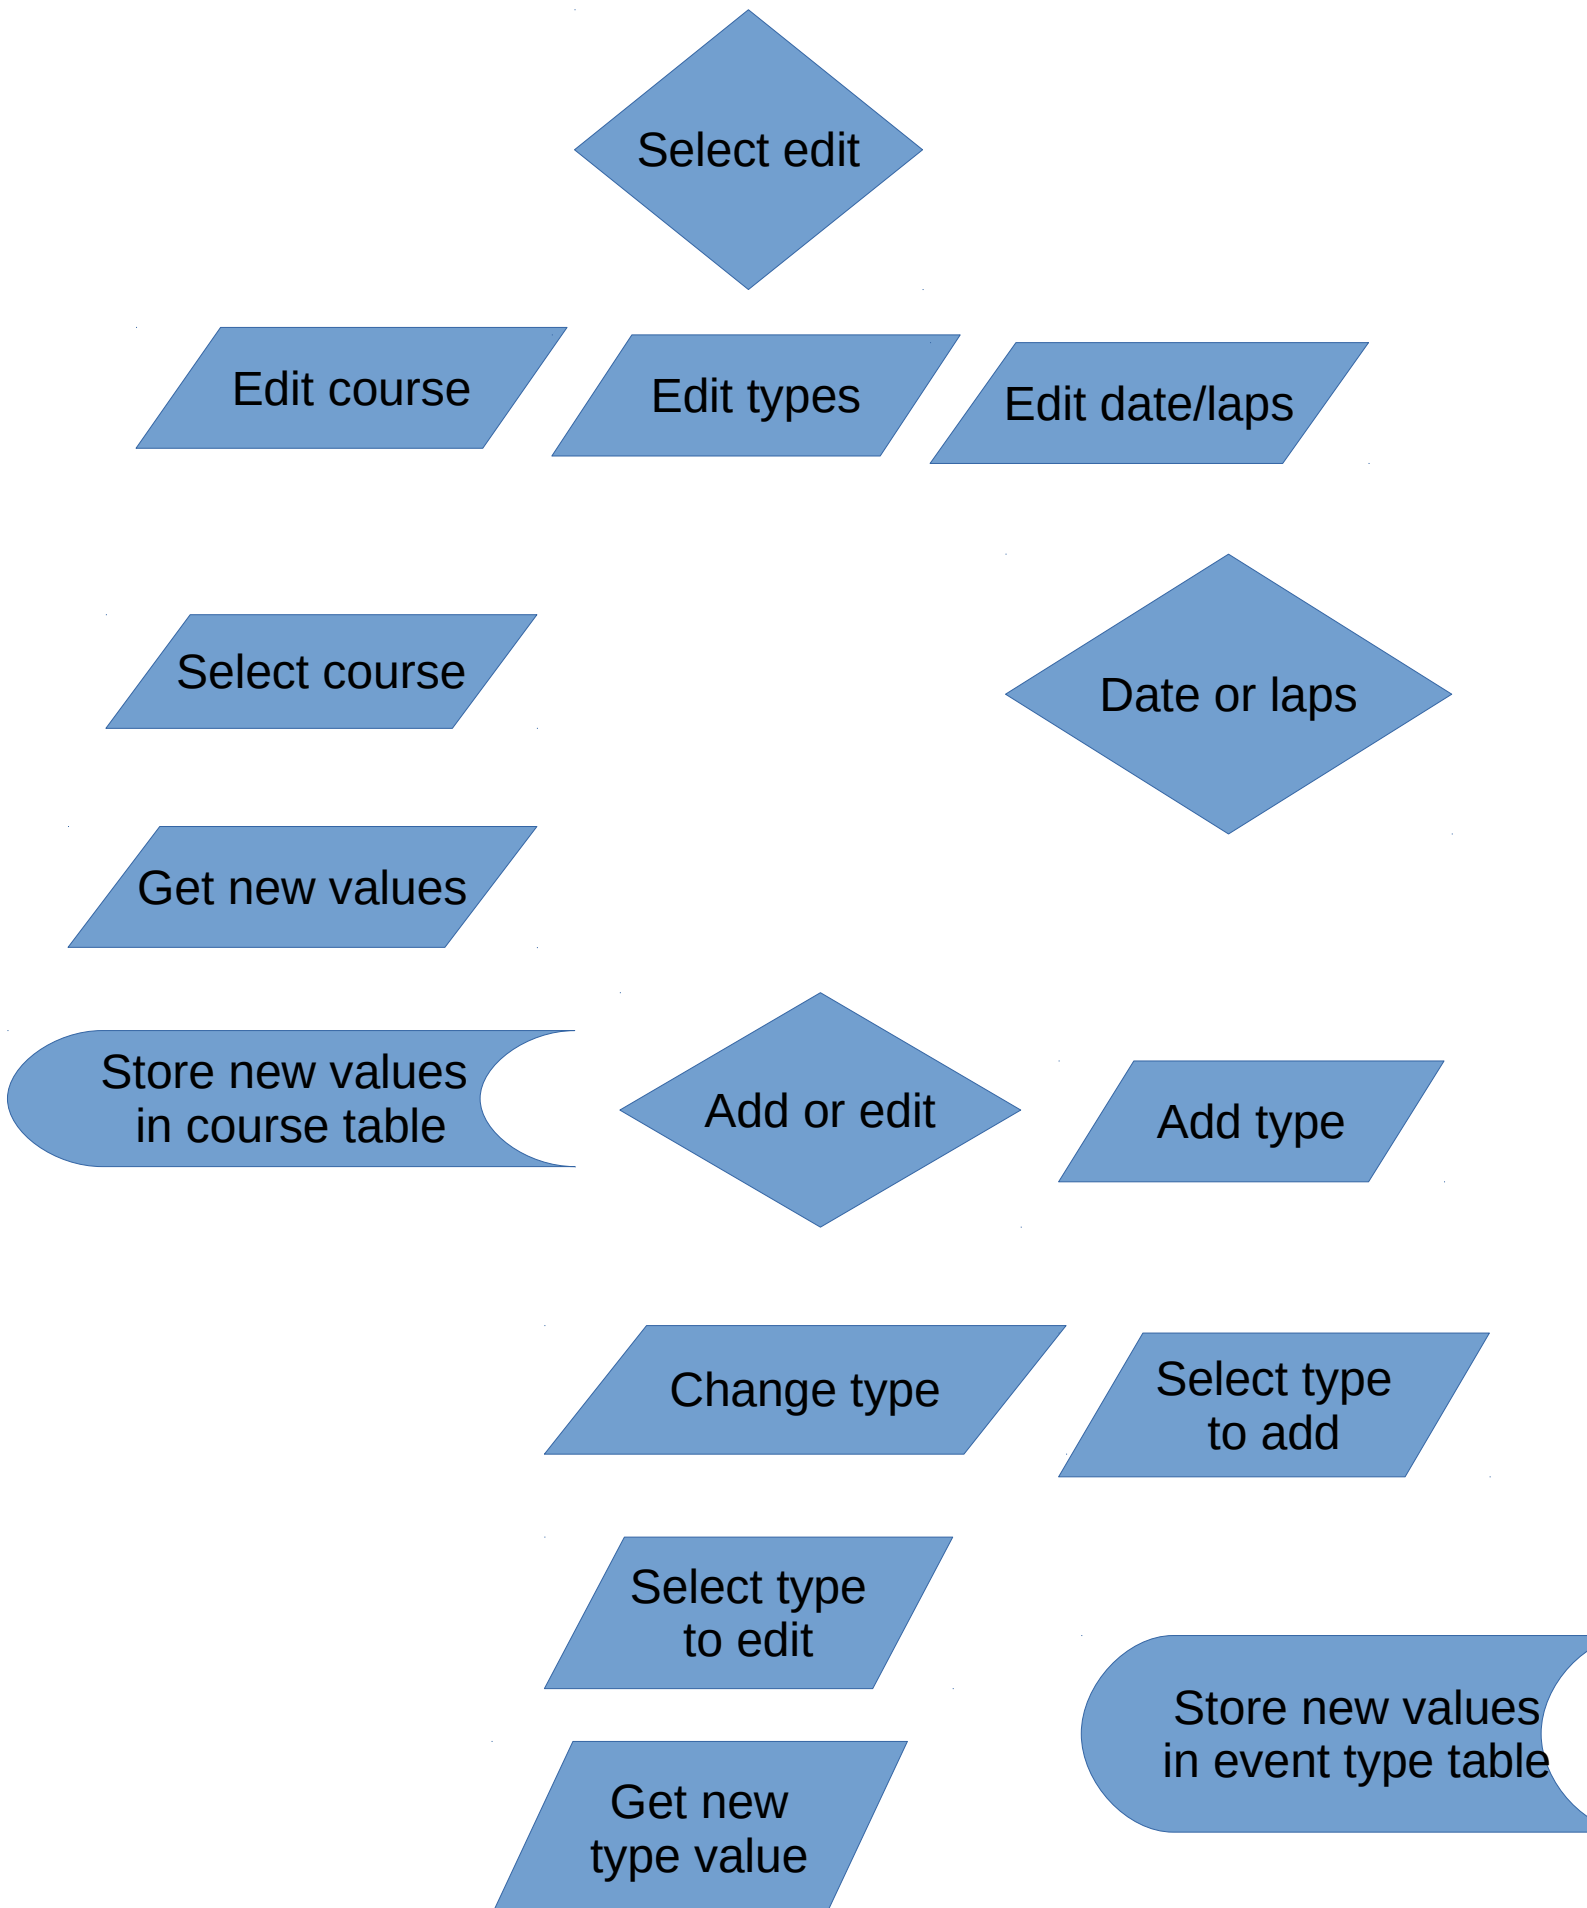 Select edit
Edit course
Edit types
Edit date/laps
Select course
Date or laps
Get new values
Store new values
in course table
Add or edit
Add type
Change type
Select type
to add
Select type
to edit
Store new values
in event type table
Get new
type value